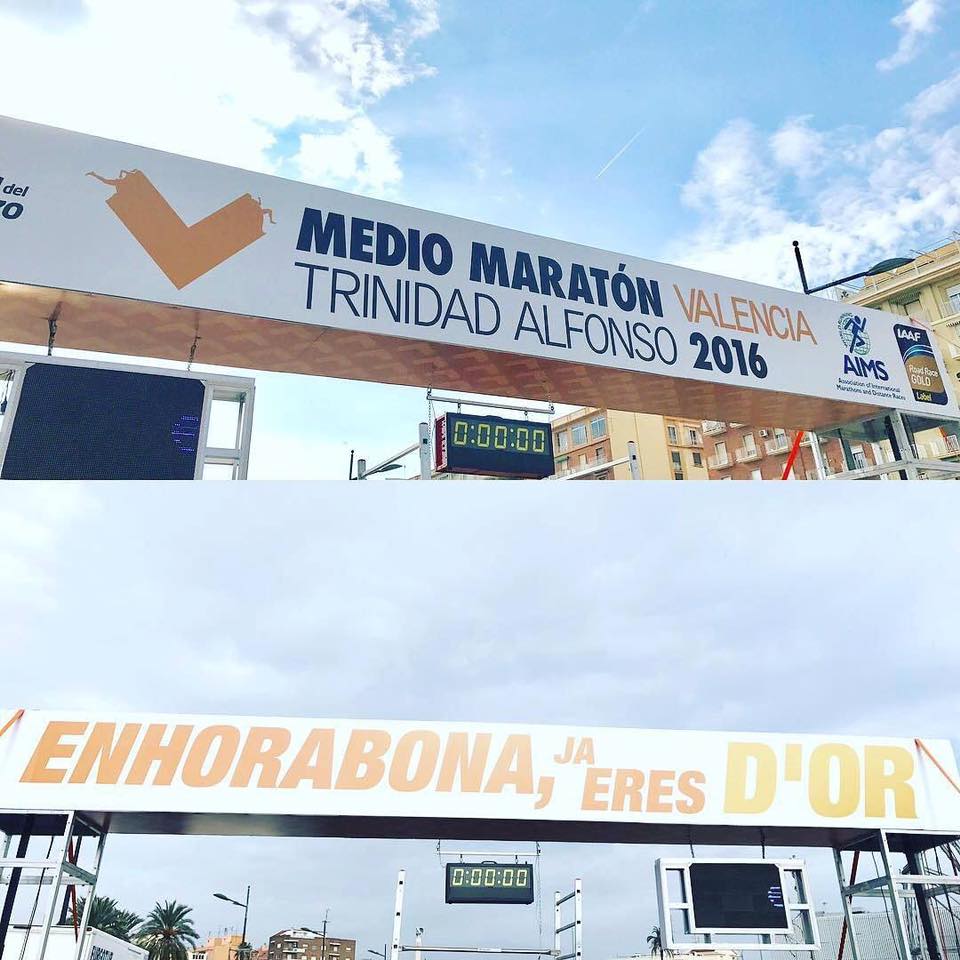 del
MEDIO MARATÓN VALENCIA
TRINIDAD ALFONSO 2016
AIMS
Association of International
Marathons and Distance Races
IAAF
Road Race
GOLD
Label
0:00:00
ENHORABONA, JA ERES D'OR
0:00:00